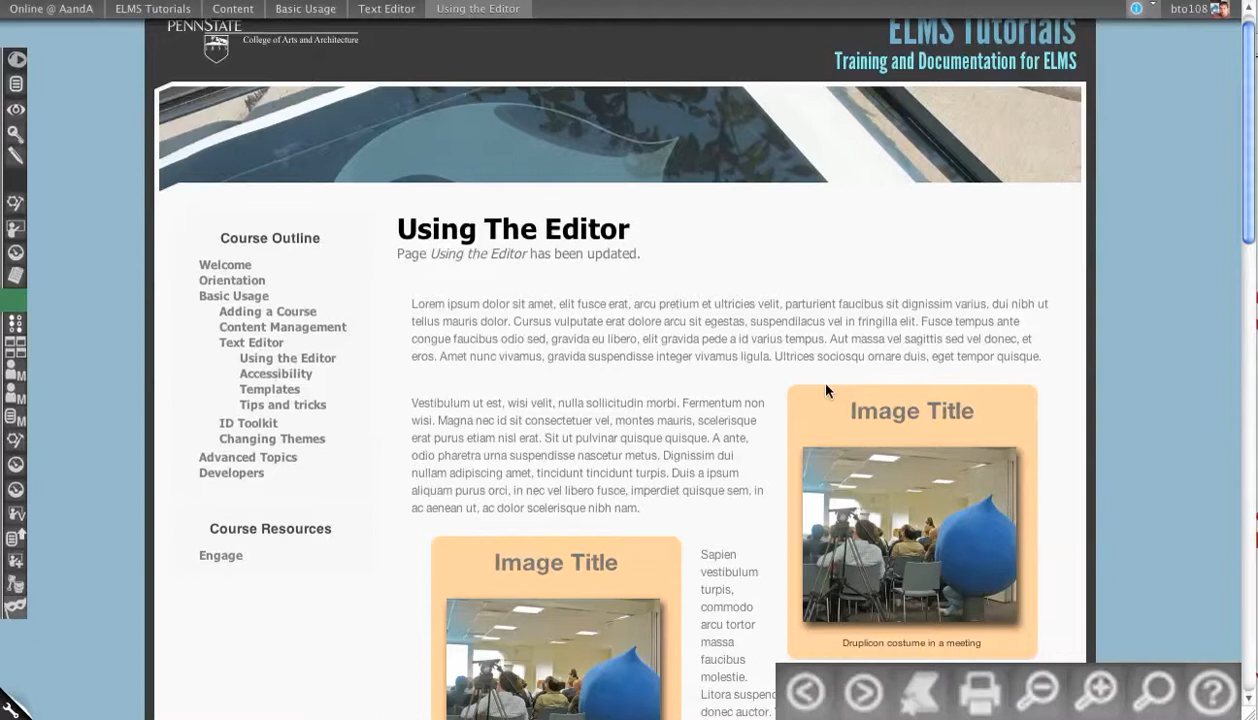 Online @ AandA
ELMS Tutorials
Content
Basic Usage
Text Editor
Using the Editor
bto108
PENNSTATE
College of Arts and Architecture
ELMS Tutorials
Training and Documentation for ELMS
Course Outline
Welcome
Orientation
Basic Usage
Adding a Course
Content Management
Text Editor
Using the Editor
Accessibility
Templates
Tips and tricks
ID Toolkit
Changing Themes
Advanced Topics
Developers
Course Resources
Engage
Using The Editor
Page Using the Editor has been updated.
Lorem ipsum dolor sit amet, elit fusce erat, arcu pretium et ultricies velit, parturient faucibus sit dignissim varius, dui nibh ut
tellus mauris dolor. Cursus vulputate erat dolore arcu sit egestas, suspendilacus vel in fringilla elit. Fusce tempus ante
congue faucibus odio sed, gravida eu libero, elit gravida pede a id varius tempus. Aut massa vel sagittis sed vel donec, et
eros. Amet nunc vivamus, gravida suspendisse integer vivamus ligula. Ultrices sociosqu ornare duis, eget tempor quisque.
Vestibulum ut est, wisi velit, nulla sollicitudin morbi. Fermentum non
wisi. Magna nec id sit consectetuer vel, montes mauris, scelerisque
erat purus etiam nisl erat. Sit ut pulvinar quisque quisque. A ante,
odio pharetra urna suspendisse nascetur metus. Dignissim dui
nullam adipiscing amet, tincidunt tincidunt turpis. Duis a ipsum
aliquam purus orci, in nec vel libero fusce, imperdiet quisque sem, in
ac aenean ut, ac dolor scelerisque nibh nam.
Image Title
Druplicon costume in a meeting
Image Title
Sapien
vestibulum
turpis,
commodo
arcu tortor
massa
faucibus
molestie.
Litora suspend
donec auctor.